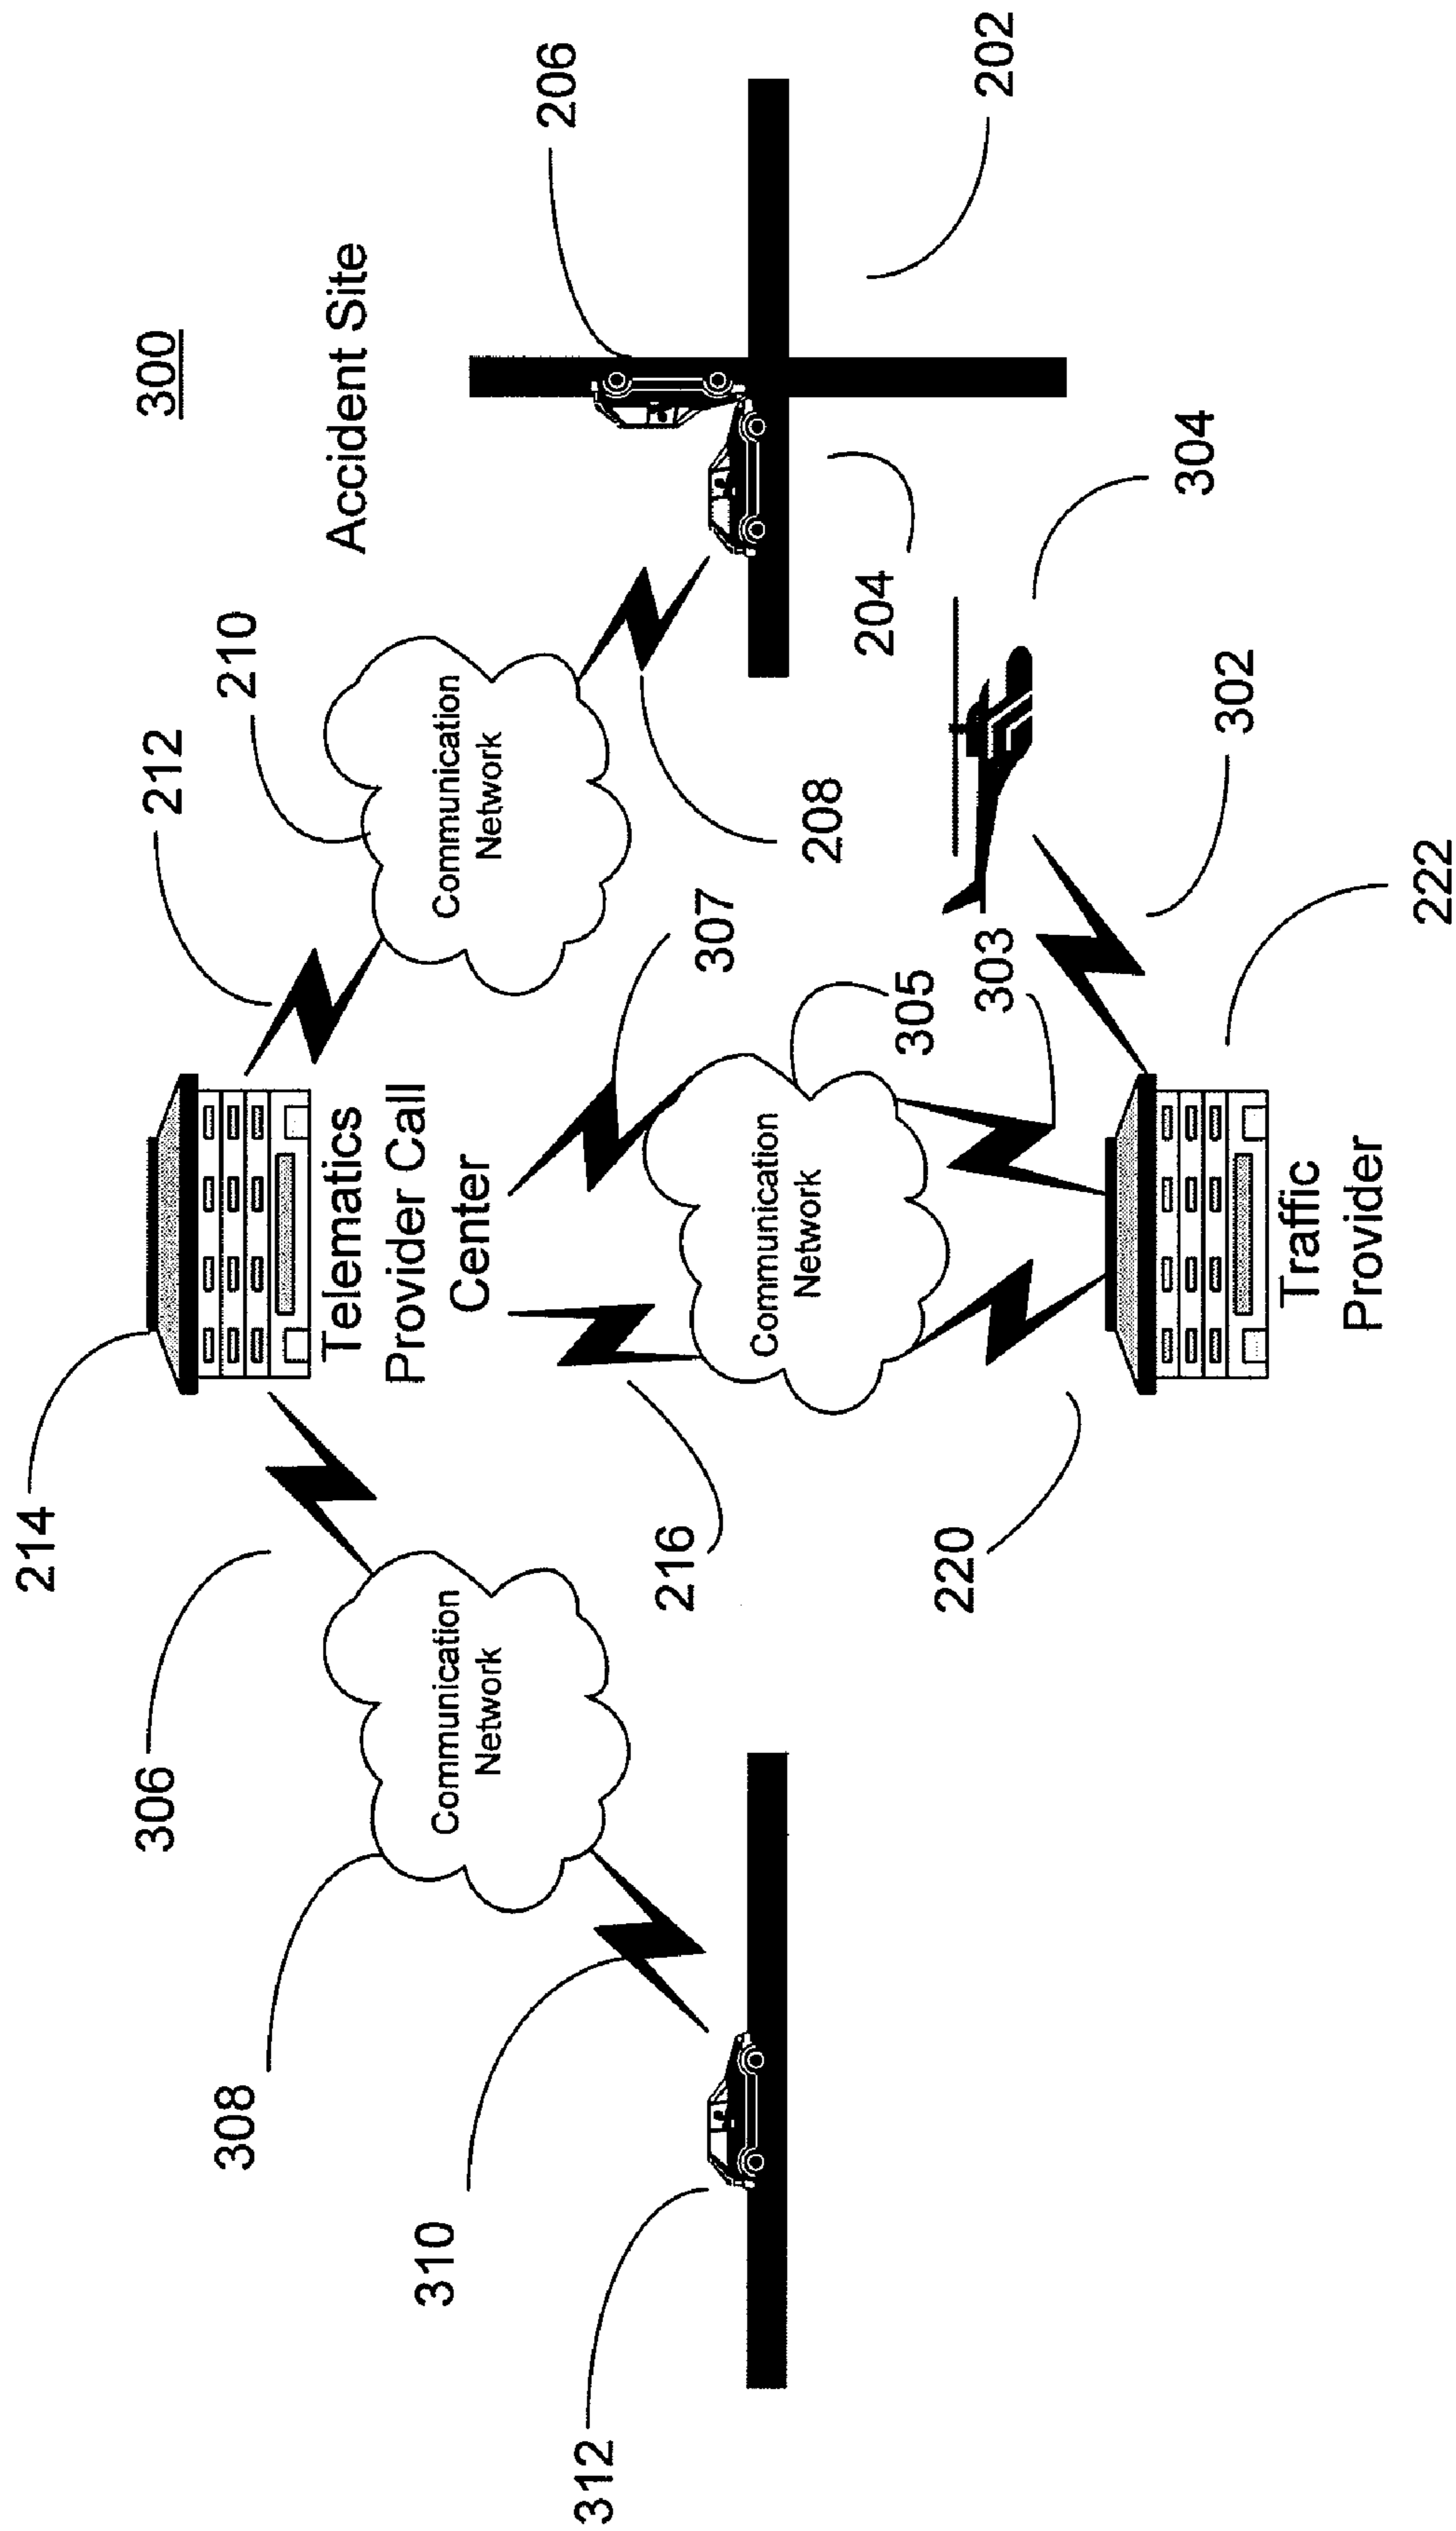 300
Accident Site
206
202
204
210
212
Communication
Network
208
304
302
303
305
307
222
214
Telematics
Provider Call
Center
Communication
Network
Traffic
Provider
216
220
306
Communication
Network
308
310
312